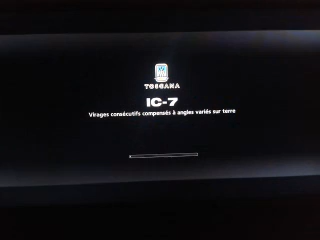 TOSCANA
IC-7
Virages consécutifs compensés à angles variés sur terre